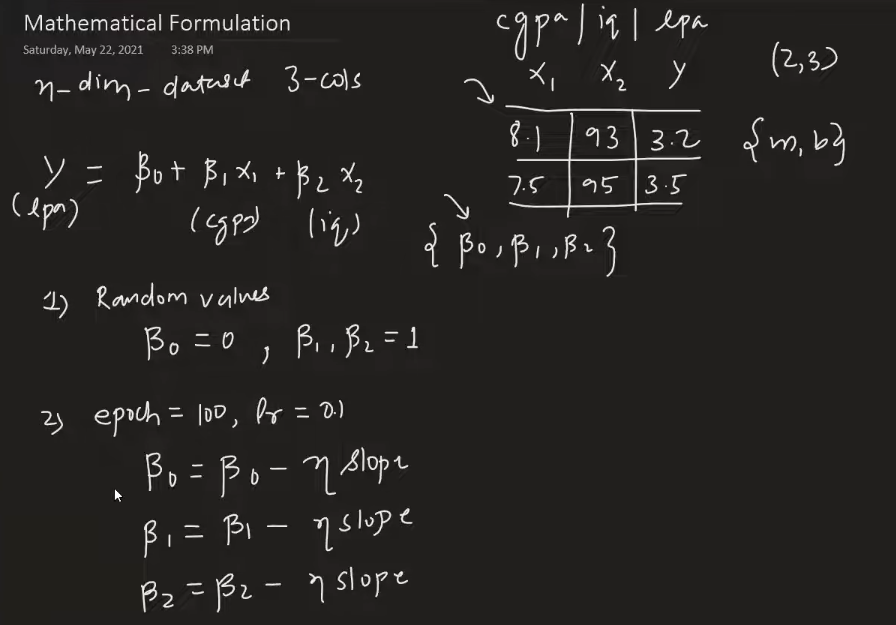 Mathematical Formulation
Saturday, May 22, 2021 3:38 PM
n-dim-dataset 3-cols
y = β₀ + β₁x₁ + β₂x₂
(lpa) (cgpa) (iq)
cgpa | iq | lpa
x₁ x₂ y
8.1 93 3.2
7.5 95 3.5
(2,3)
{m, b}
{β₀, β₁, β₂}
1) Random values
β₀ = 0 , β₁, β₂ = 1
2) epoch = 100, lr = 0.1
β₀ = β₀ - η slope
β₁ = β₁ - η slope
β₂ = β₂ - η slope